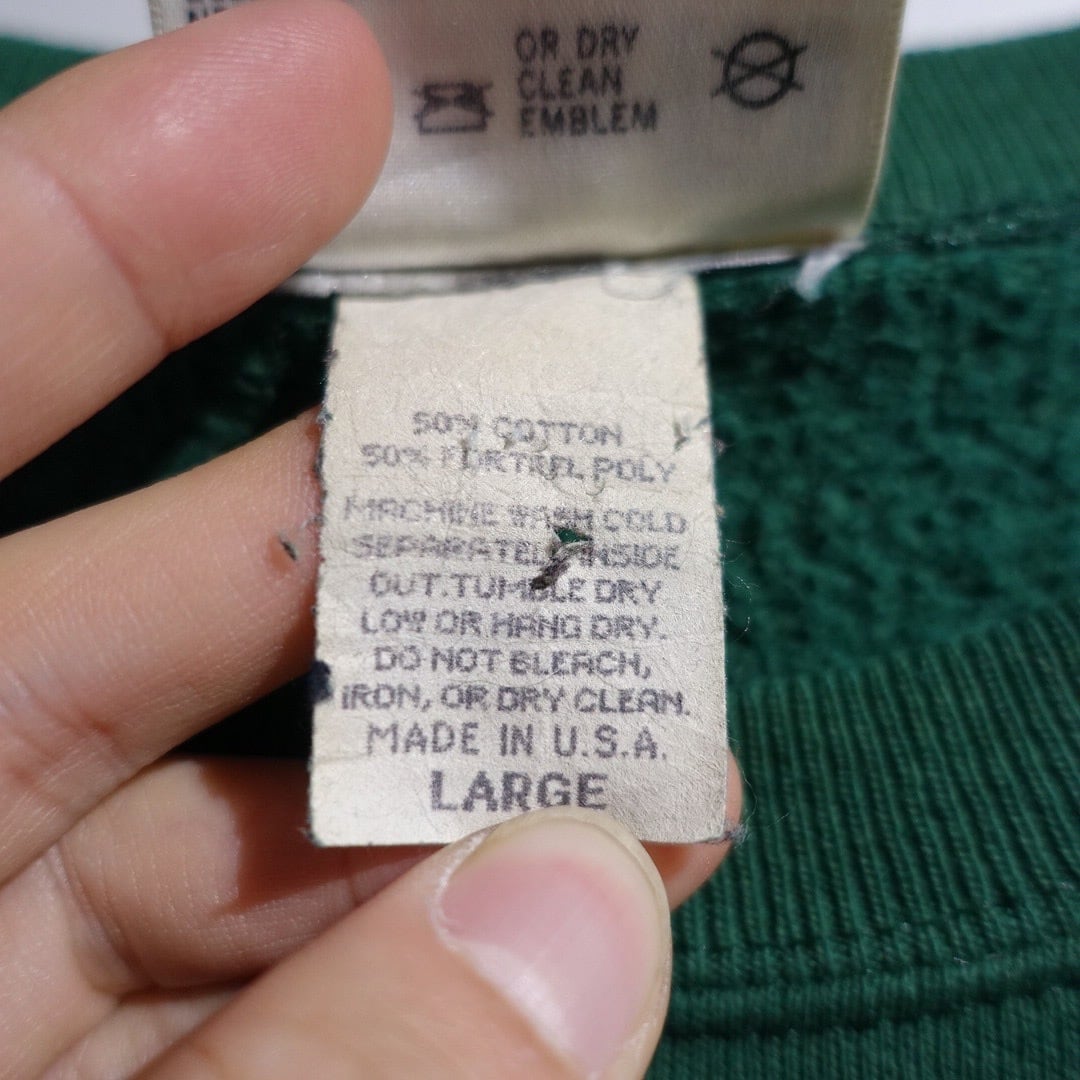 OR DRY
CLEAN
EMBLEM
50% COTTON
50% FORTREL POLY
MACHINE WASH COLD
SEPARATELY INSIDE
OUT. TUMBLE DRY
LOW OR HANG DRY.
DO NOT BLEACH,
IRON, OR DRY CLEAN.
MADE IN U.S.A.
LARGE